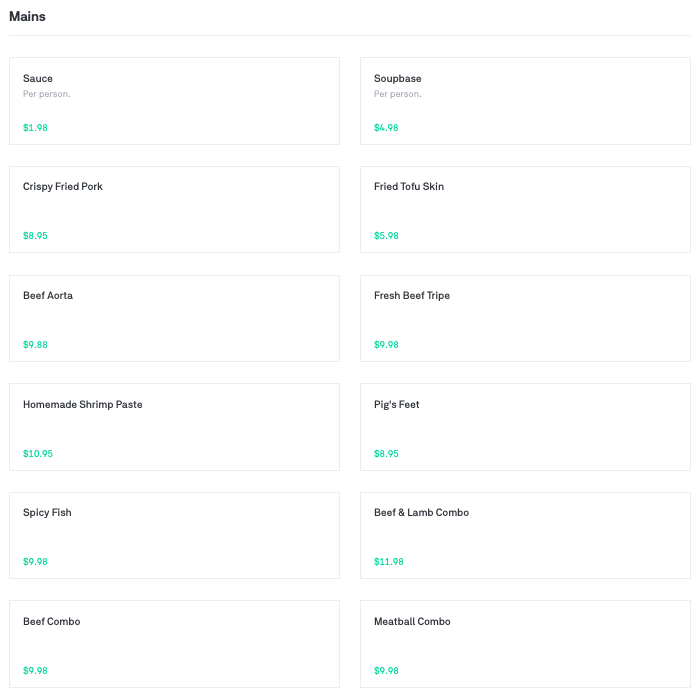 Mains
Sauce
Per person.
$1.98
Soupbase
Per person.
$4.98
Crispy Fried Pork
$8.95
Fried Tofu Skin
$5.98
Beef Aorta
$9.88
Fresh Beef Tripe
$9.98
Homemade Shrimp Paste
$10.95
Pig's Feet
$8.95
Spicy Fish
$9.98
Beef & Lamb Combo
$11.98
Beef Combo
$9.98
Meatball Combo
$9.98